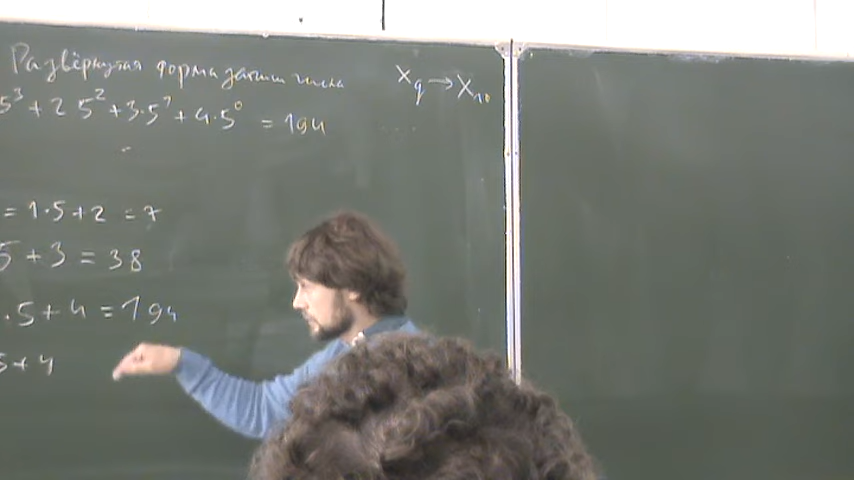 Развёрнутая форма записи числа
5³ + 2 5² + 3·5¹ + 4·5⁰ = 194
X_q → X₁₀
= 1·5 + 2 = 7
5 + 3 = 38
·5 + 4 = 194
5 + 4